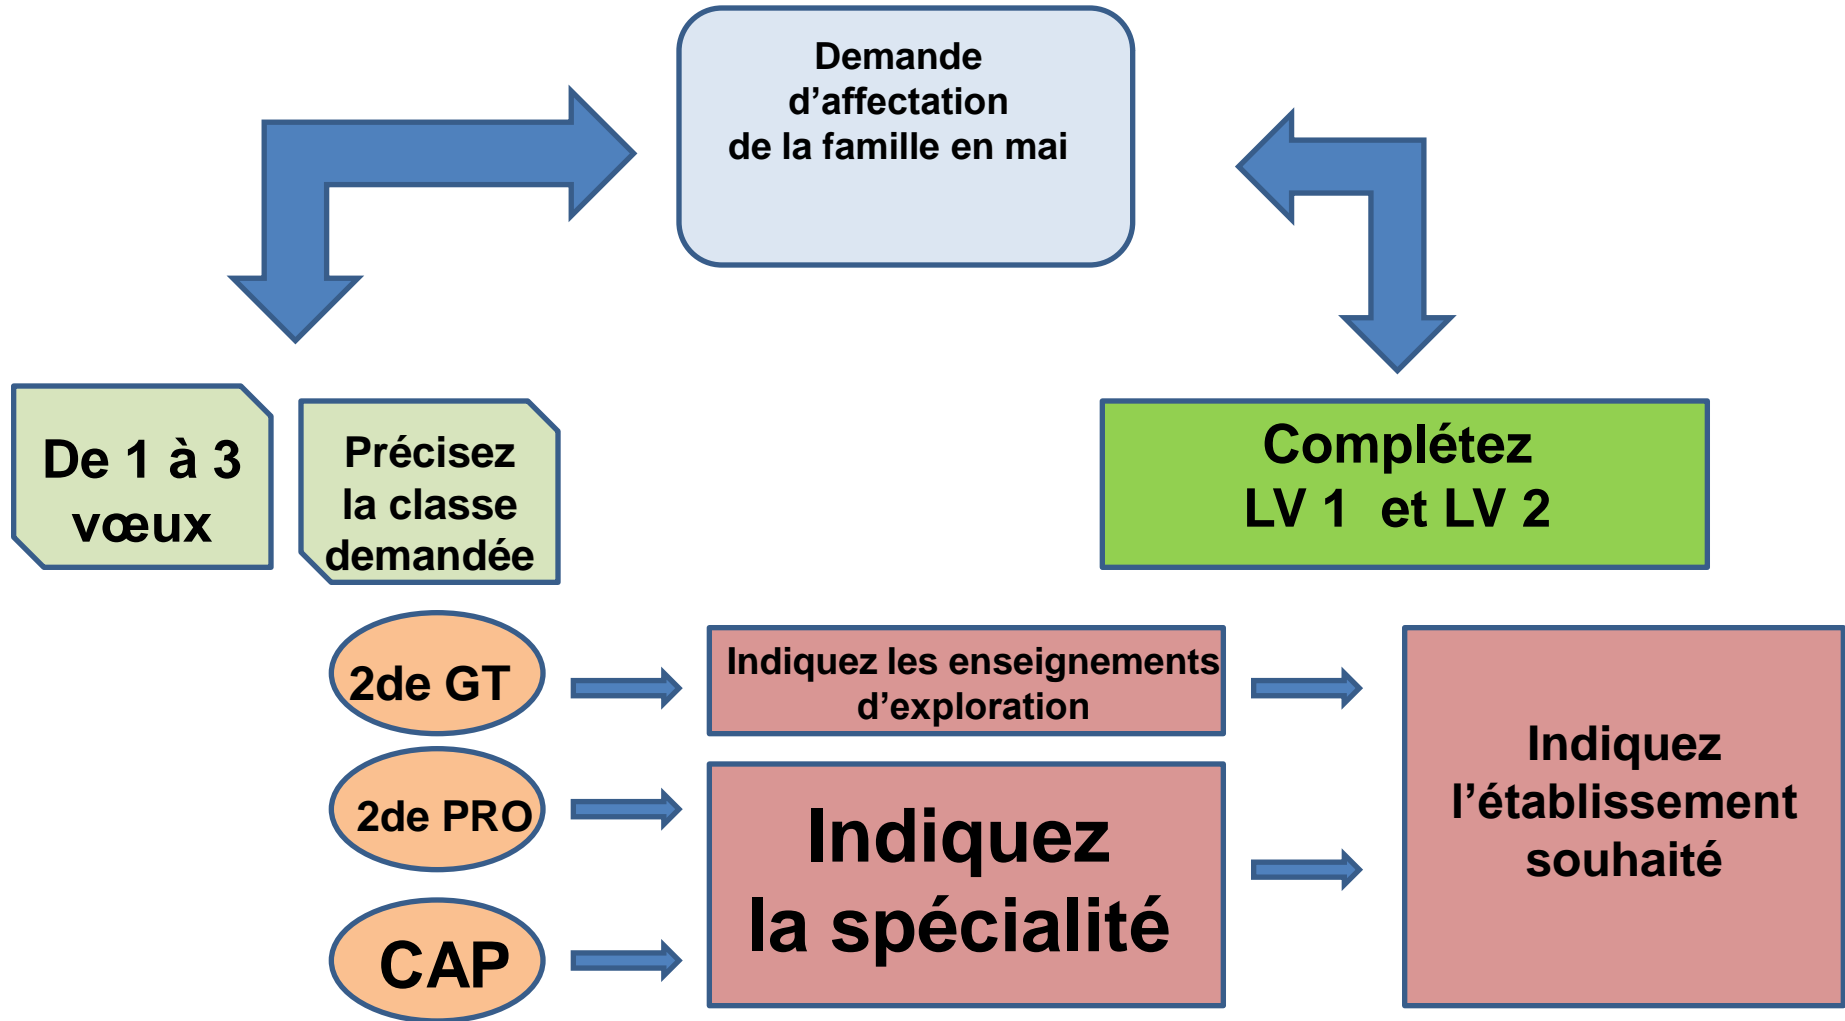 Demande
d’affectation
de la famille en mai
De 1 à 3
vœux
Précisez
la classe
demandée
Complétez
LV 1 et LV 2
2de GT
Indiquez les enseignements
d’exploration
2de PRO
CAP
Indiquez
la spécialité
Indiquez
l’établissement
souhaité